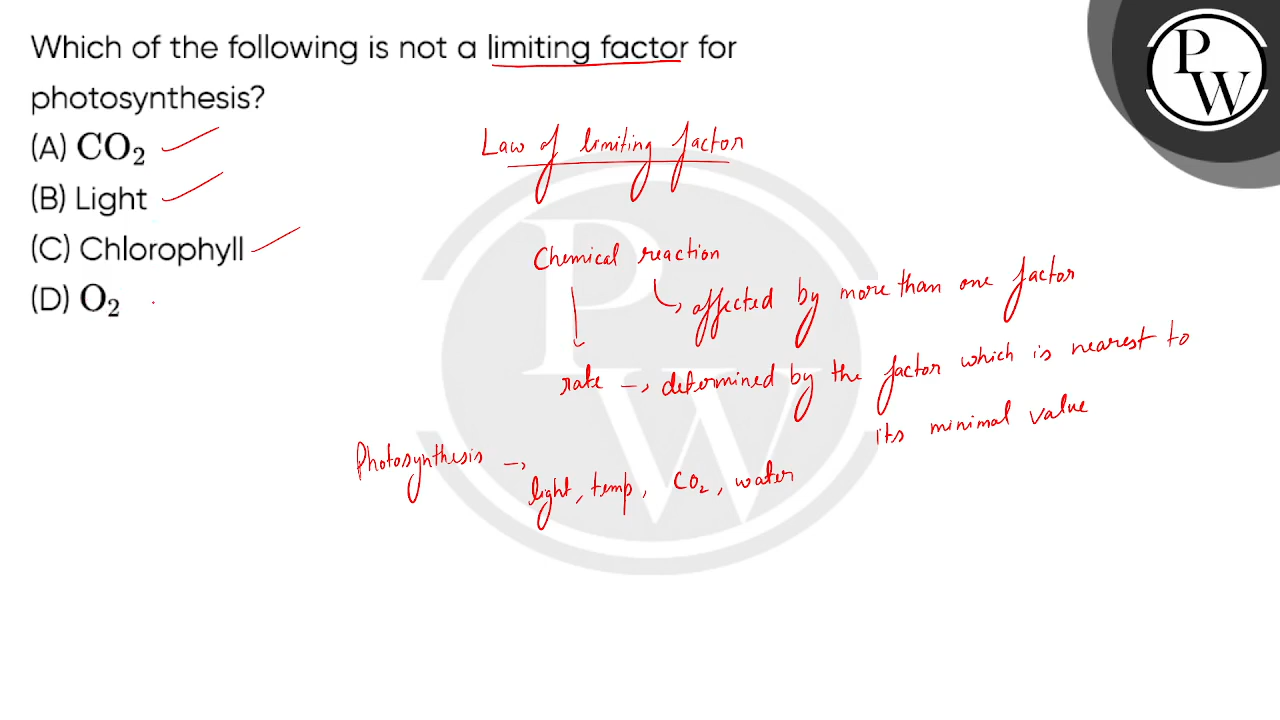 Which of the following is not a limiting factor for
photosynthesis?
(A) CO₂
(B) Light
(C) Chlorophyll
(D) O₂
PW
Law of limiting factor
Chemical reaction
affected by more than one factor
rate → determined by the factor which is nearest to
its minimal value
Photosynthesis →
light, temp, CO₂, water
PW